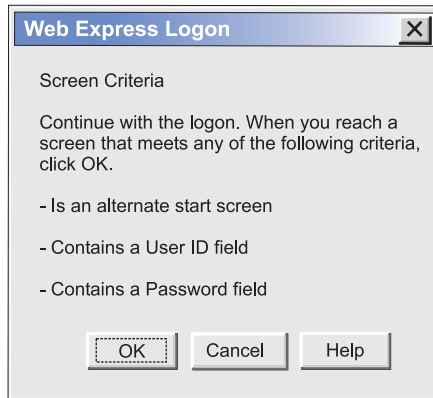 Web Express Logon
Screen Criteria
Continue with the logon. When you reach a
screen that meets any of the following criteria,
click OK.
- Is an alternate start screen
- Contains a User ID field
- Contains a Password field
OK Cancel Help